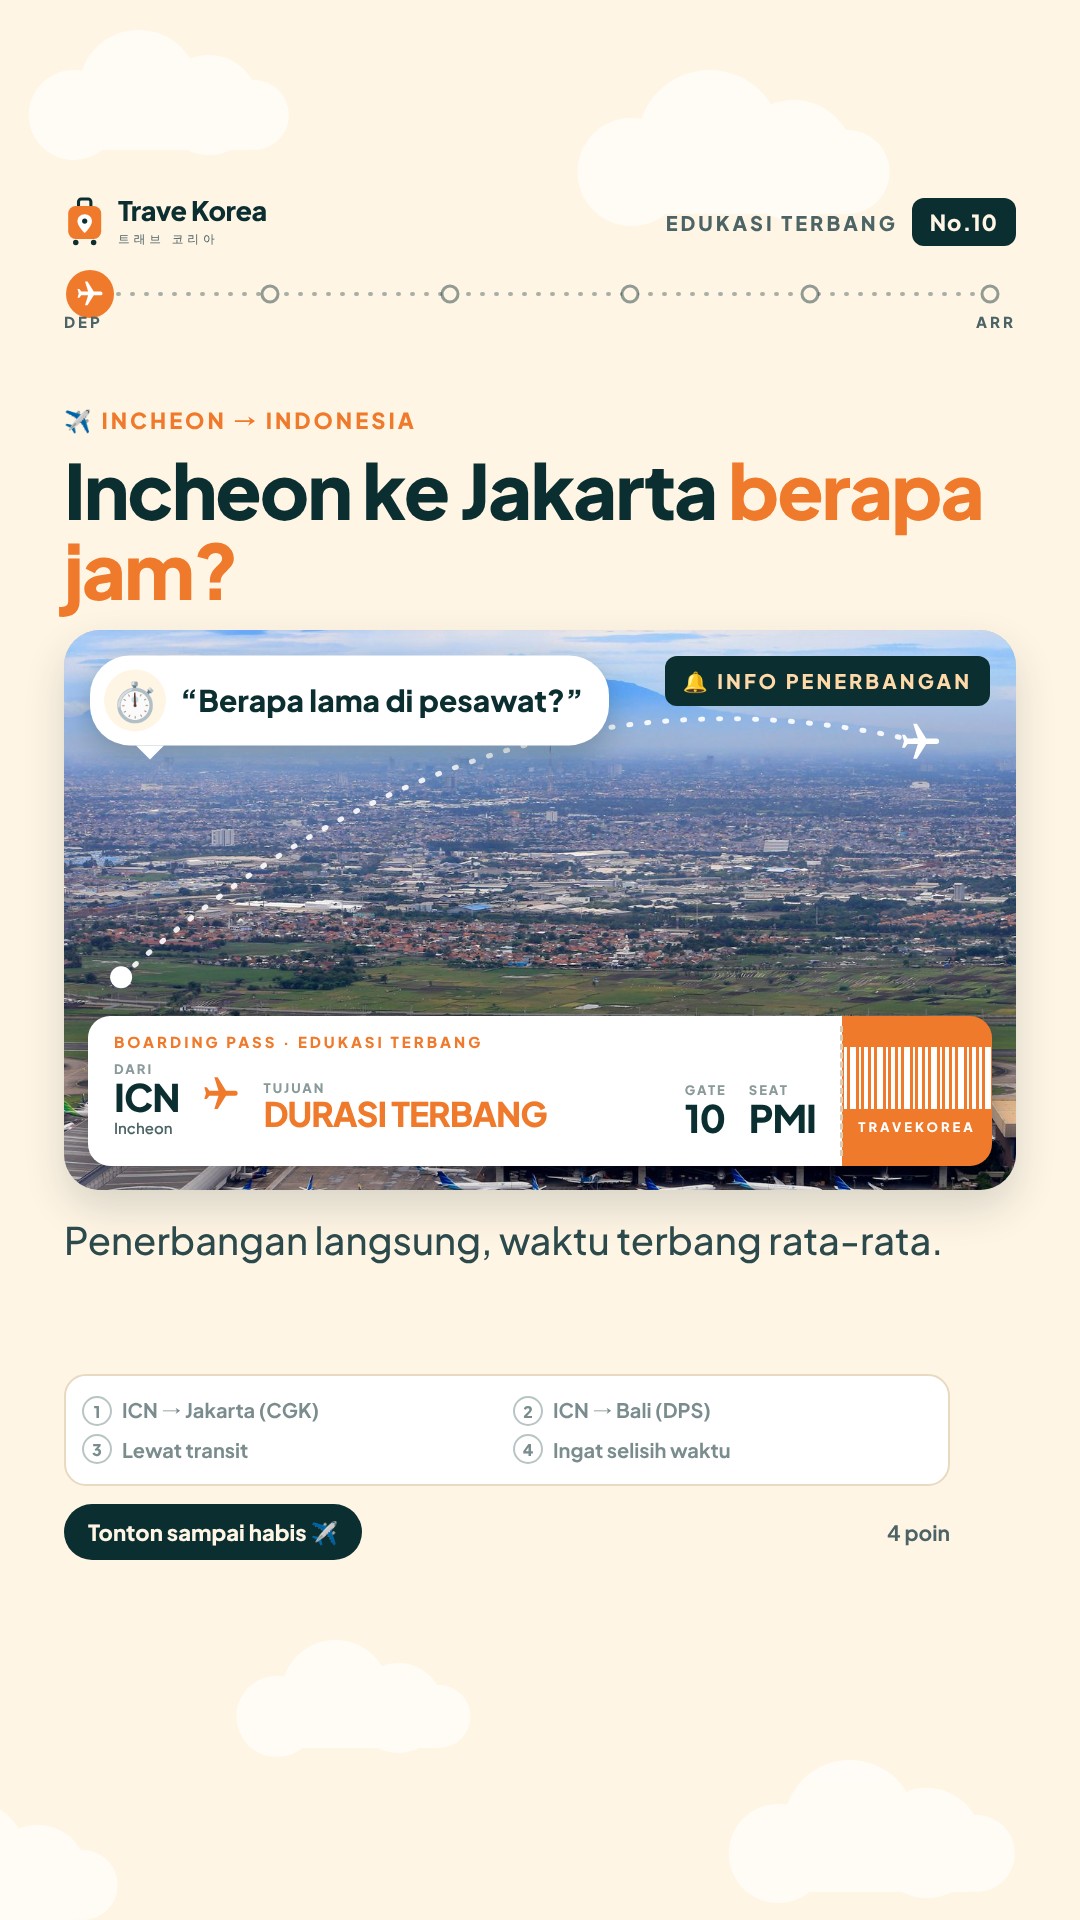 Trave Korea
트래브 코리아
EDUKASI TERBANG
No.10
DEP
ARR
✈️ INCHEON → INDONESIA
Incheon ke Jakarta berapa
jam?
⏱️ “Berapa lama di pesawat?”
🔔 INFO PENERBANGAN
BOARDING PASS · EDUKASI TERBANG
DARI
ICN
Incheon
TUJUAN
DURASI TERBANG
GATE
10
SEAT
PMI
TRAVEKOREA
Penerbangan langsung, waktu terbang rata-rata.
1 ICN → Jakarta (CGK)
2 ICN → Bali (DPS)
3 Lewat transit
4 Ingat selisih waktu
Tonton sampai habis ✈️
4 poin